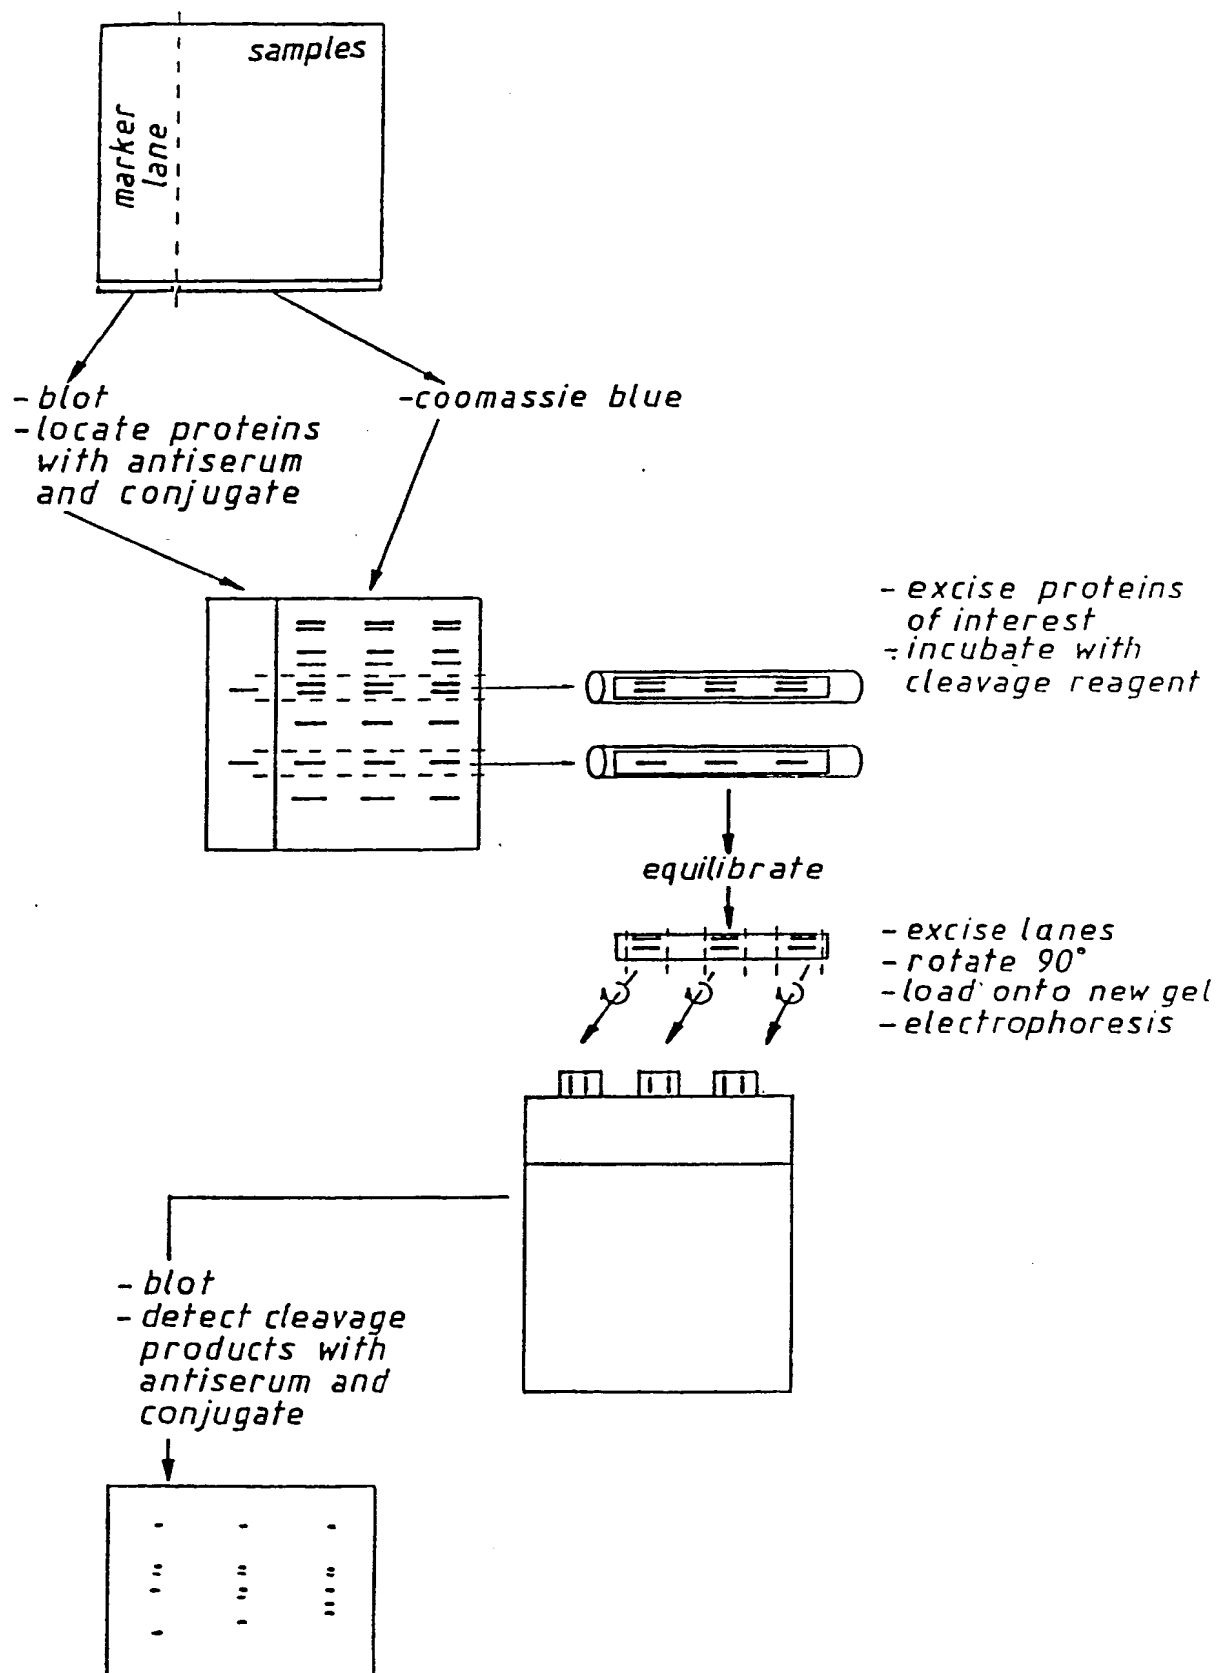 samples
marker
lane
- blot
- locate proteins
with antiserum
and conjugate
-coomassie blue
- excise proteins
of interest
- incubate with
cleavage reagent
equilibrate
- excise lanes
- rotate 90°
- load onto new gel
- electrophoresis
- blot
- detect cleavage
products with
antiserum and
conjugate